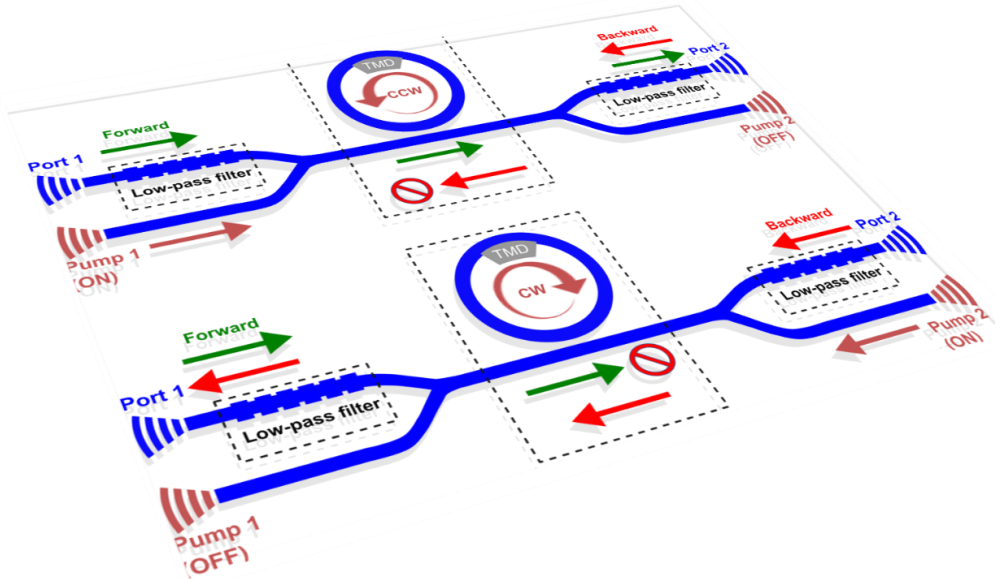 Backward
Port 2
TMD
CCW
Low-pass filter
Forward
Pump 2
(OFF)
Port 1
Low-pass filter
Pump 1
(ON)
Backward
Port 2
TMD
CW
Low-pass filter
Forward
Pump 2
(ON)
Port 1
Low-pass filter
Pump 1
(OFF)